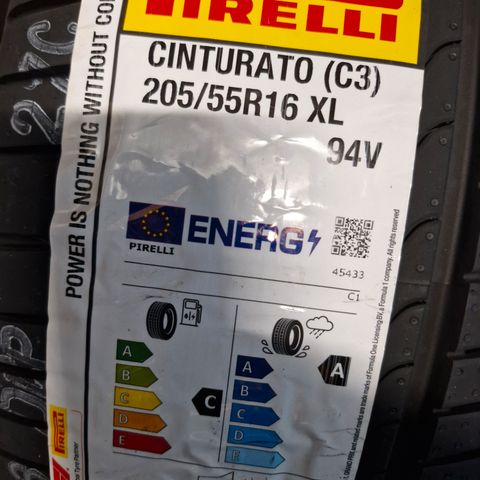 PIRELLI
CINTURATO (C3)
205/55R16 XL
94V
POWER IS NOTHING WITHOUT CO
ENERG
PIRELLI
45433
C1
A
B
C
D
E
C
A
B
C
D
E
A
PIRELLI